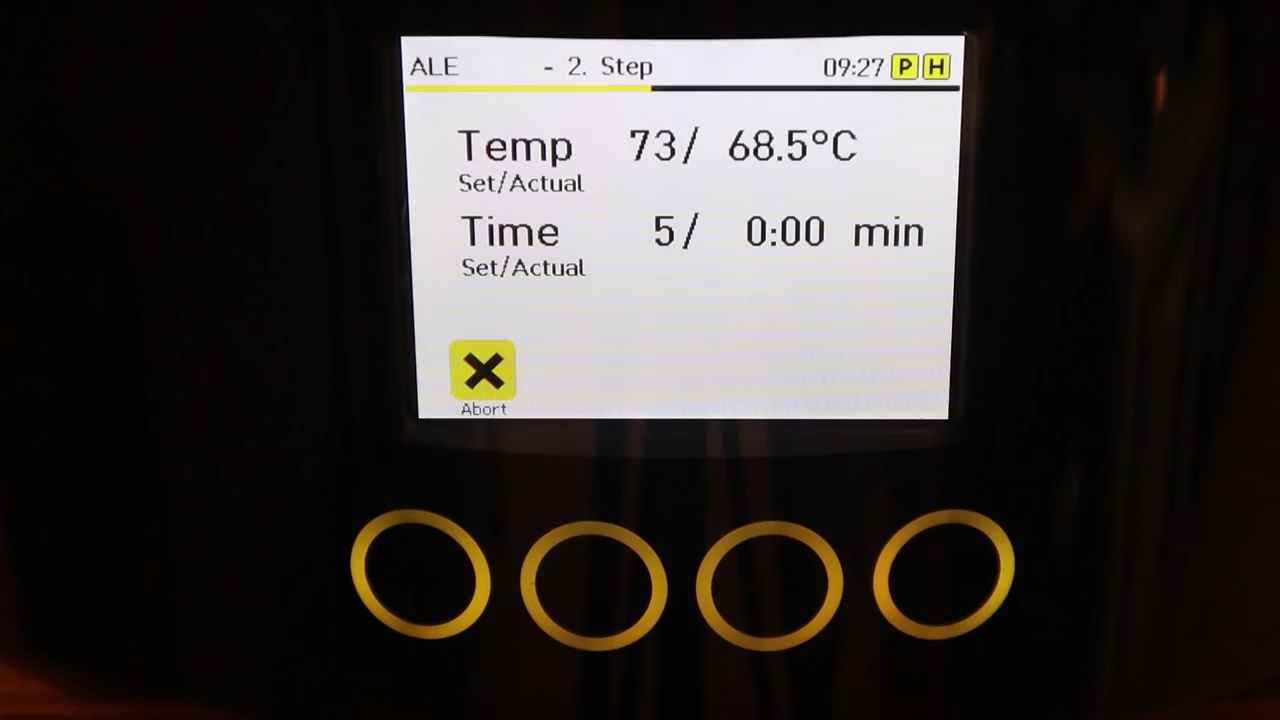 ALE - 2. Step 09:27 P H
Temp 73/ 68.5°C
Set/Actual
Time 5/ 0:00 min
Set/Actual
Abort